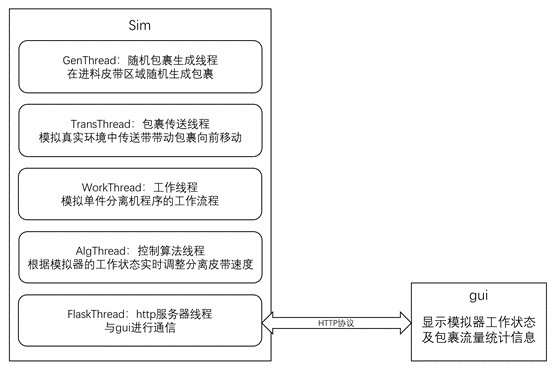 Sim
GenThread：随机包裹生成线程
在进料皮带区域随机生成包裹
TransThread：包裹传送线程
模拟真实环境中传送带带动包裹向前移动
WorkThread：工作线程
模拟单件分离机程序的工作流程
AlgThread：控制算法线程
根据模拟器的工作状态实时调整分离皮带速度
FlaskThread：http服务器线程
与gui进行通信
HTTP协议
gui
显示模拟器工作状态
及包裹流量统计信息